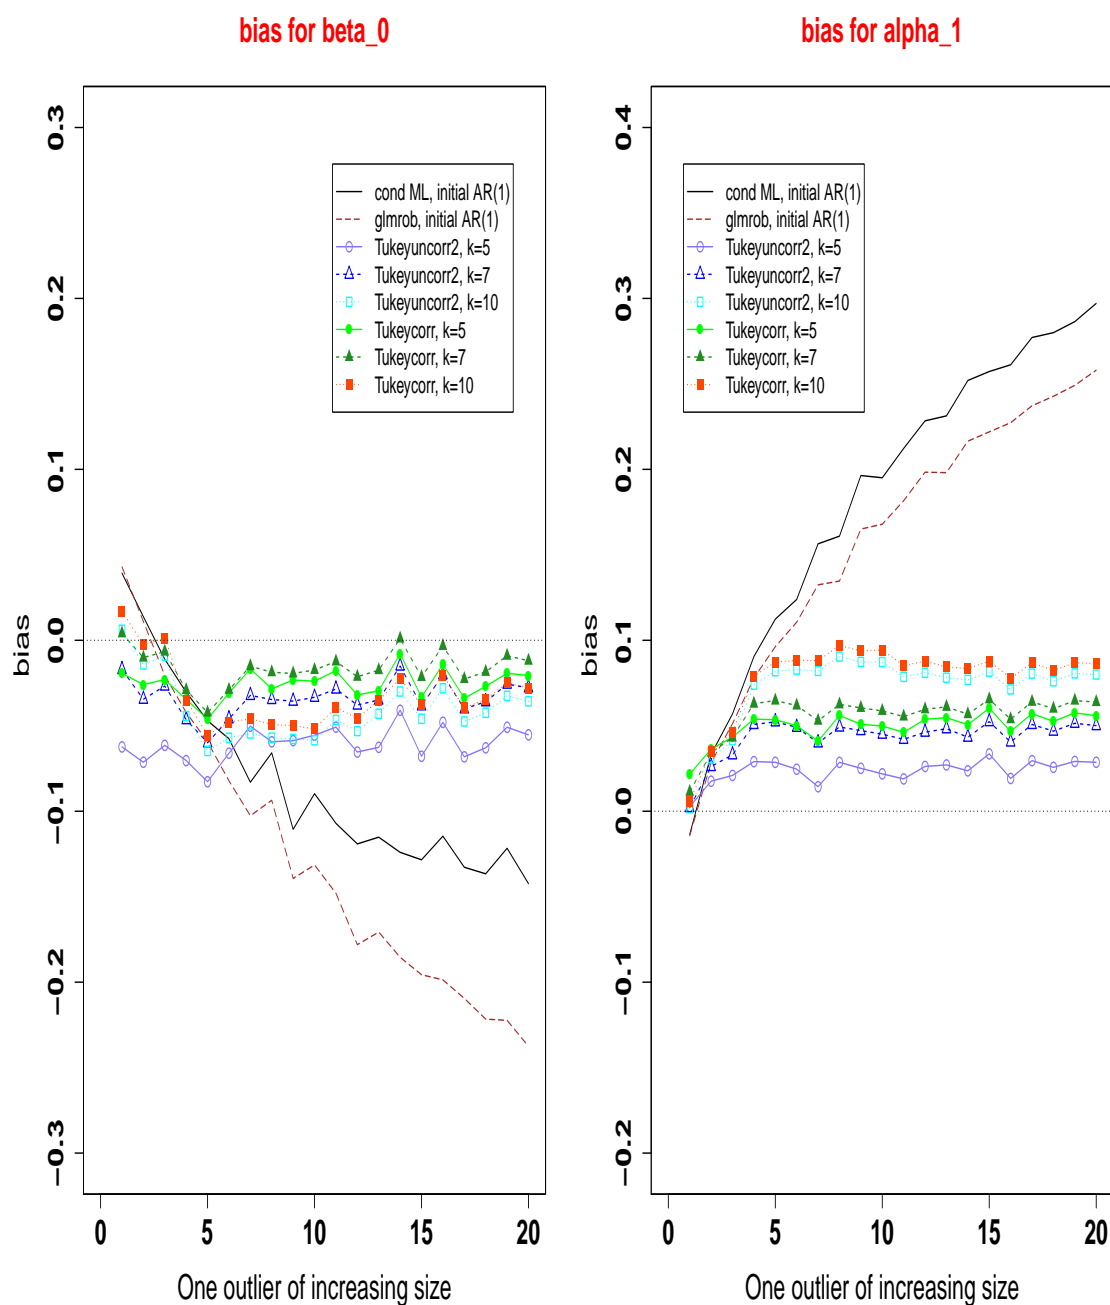 bias for beta_0
0.3
0.2
0.1
0.0
−0.1
−0.2
−0.3
bias
cond ML, initial AR(1)
glmrob, initial AR(1)
Tukeyuncorr2, k=5
Tukeyuncorr2, k=7
Tukeyuncorr2, k=10
Tukeycorr, k=5
Tukeycorr, k=7
Tukeycorr, k=10
0 5 10 15 20
One outlier of increasing size
bias for alpha_1
0.4
0.3
0.2
0.1
0.0
−0.1
−0.2
bias
cond ML, initial AR(1)
glmrob, initial AR(1)
Tukeyuncorr2, k=5
Tukeyuncorr2, k=7
Tukeyuncorr2, k=10
Tukeycorr, k=5
Tukeycorr, k=7
Tukeycorr, k=10
0 5 10 15 20
One outlier of increasing size